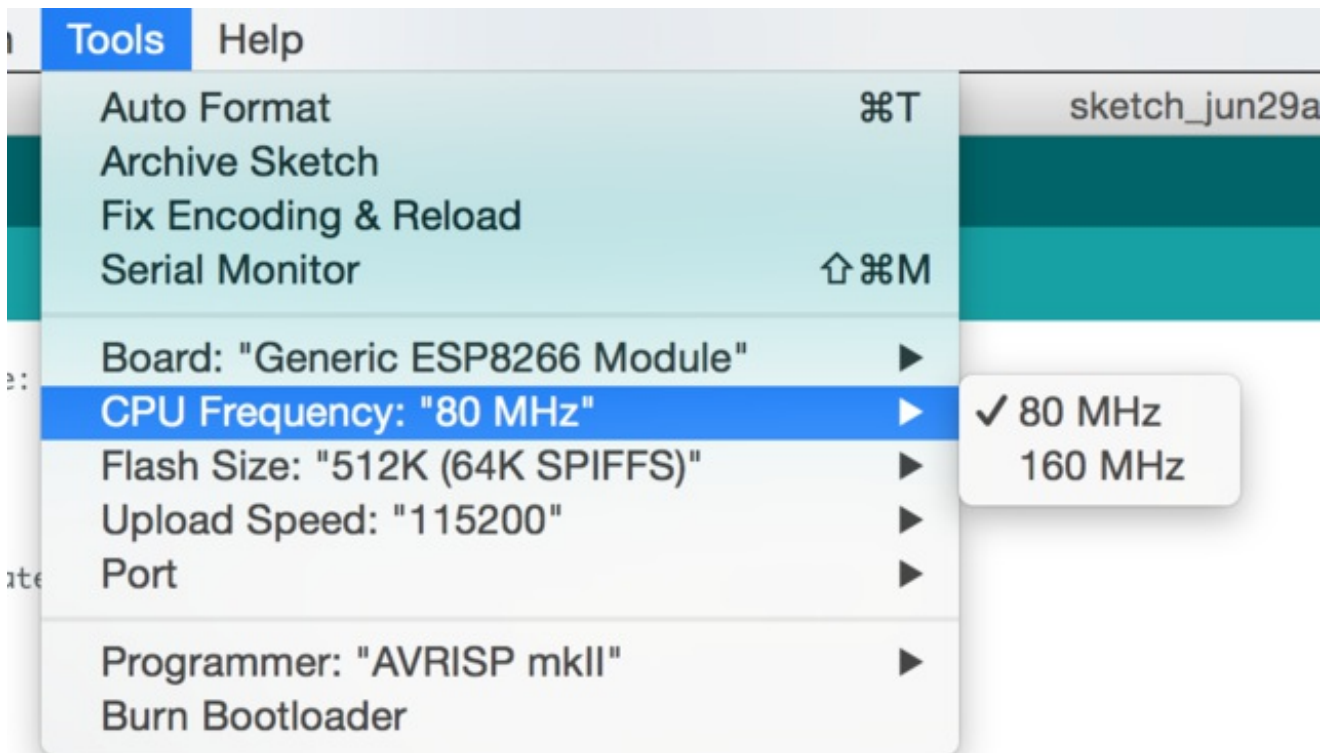 Tools Help
Auto Format ⌘T
sketch_jun29a
Archive Sketch
Fix Encoding & Reload
Serial Monitor ⇧⌘M
Board: "Generic ESP8266 Module" ▶
CPU Frequency: "80 MHz" ▶
✓ 80 MHz
160 MHz
Flash Size: "512K (64K SPIFFS)" ▶
Upload Speed: "115200" ▶
Port ▶
Programmer: "AVRISP mkII" ▶
Burn Bootloader